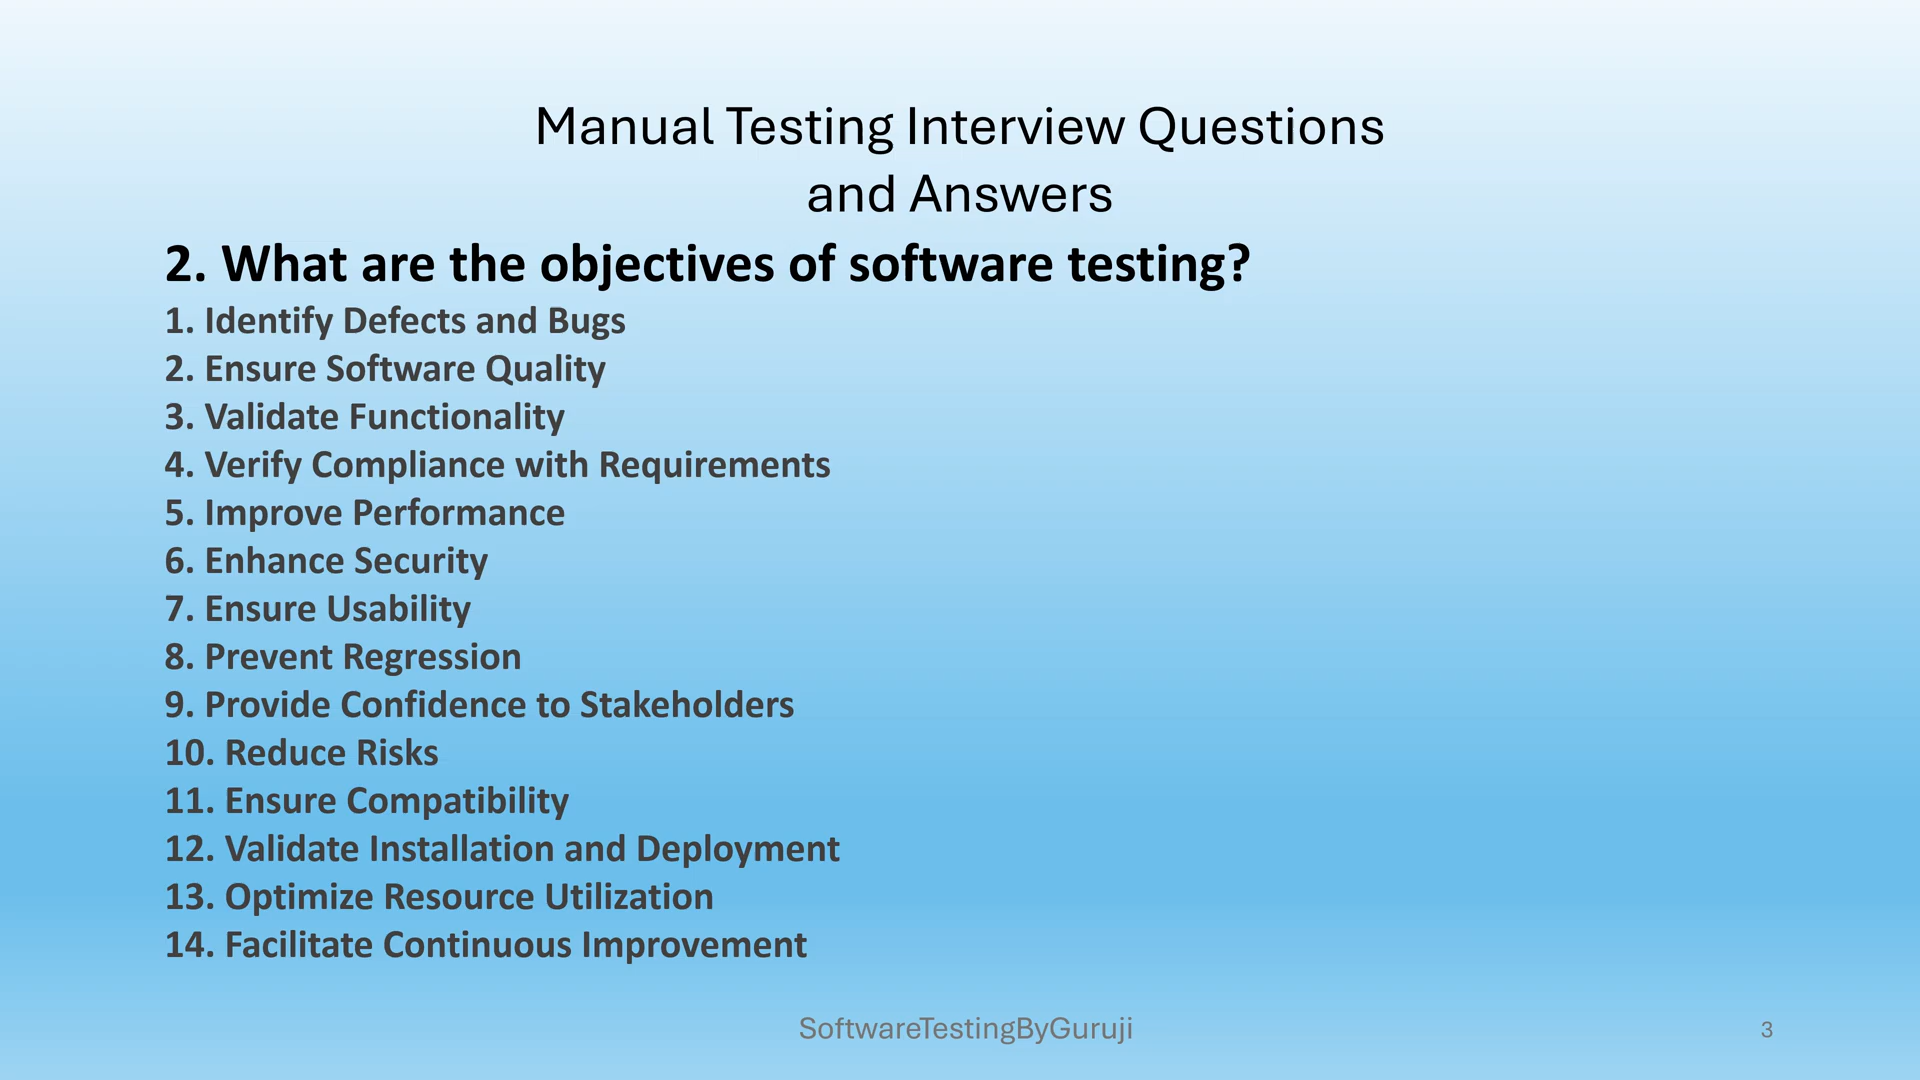 Manual Testing Interview Questions
and Answers
2. What are the objectives of software testing?
1. Identify Defects and Bugs
2. Ensure Software Quality
3. Validate Functionality
4. Verify Compliance with Requirements
5. Improve Performance
6. Enhance Security
7. Ensure Usability
8. Prevent Regression
9. Provide Confidence to Stakeholders
10. Reduce Risks
11. Ensure Compatibility
12. Validate Installation and Deployment
13. Optimize Resource Utilization
14. Facilitate Continuous Improvement
SoftwareTestingByGuruji
3